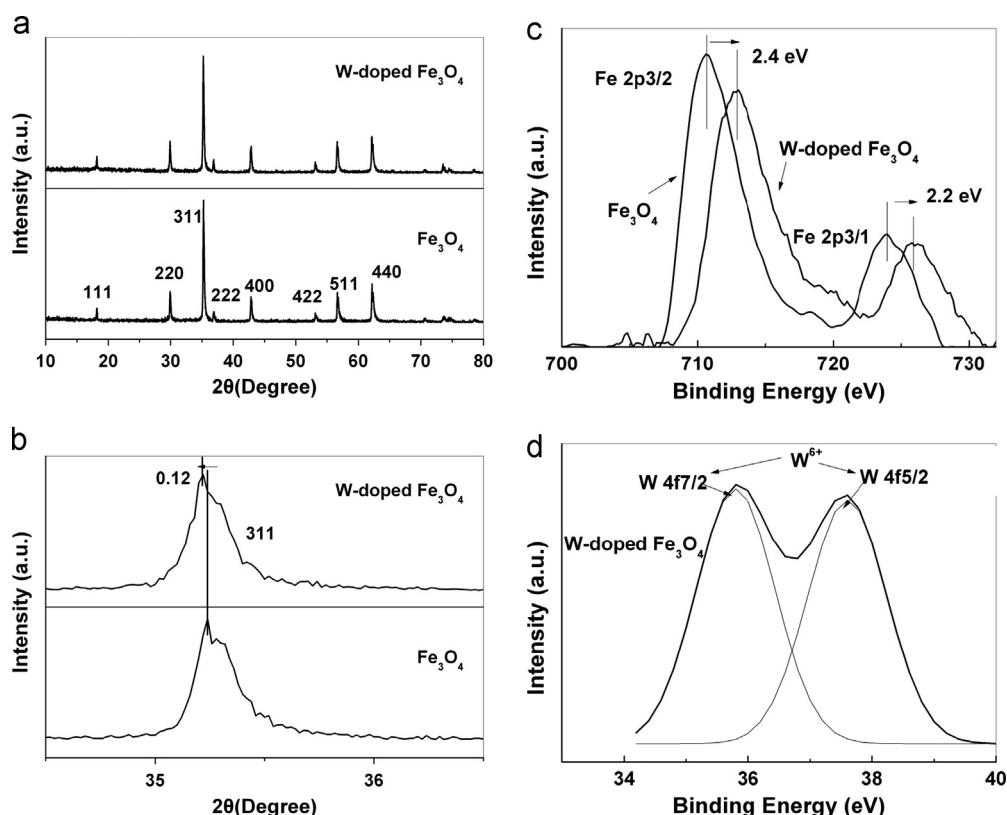 a
W-doped Fe₃O₄
311
Fe₃O₄
111
220
222
400
422
511
440
Intensity (a.u.)
10 20 30 40 50 60 70 80
2θ(Degree)
b
0.12
W-doped Fe₃O₄
311
Fe₃O₄
Intensity (a.u.)
35 36
2θ(Degree)
c
Fe 2p3/2
2.4 eV
W-doped Fe₃O₄
Fe₃O₄
2.2 eV
Fe 2p3/1
Intensity (a.u.)
700 710 720 730
Binding Energy (eV)
d
W⁶⁺
W 4f7/2
W 4f5/2
W-doped Fe₃O₄
Intensity (a.u.)
34 36 38 40
Binding Energy (eV)